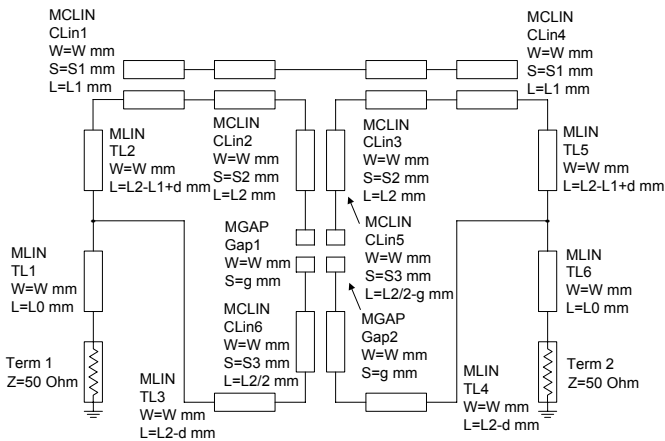 MCLIN
CLin1
W=W mm
S=S1 mm
L=L1 mm
MCLIN
CLin4
W=W mm
S=S1 mm
L=L1 mm
MLIN
TL2
W=W mm
L=L2-L1+d mm
MCLIN
CLin2
W=W mm
S=S2 mm
L=L2 mm
MCLIN
CLin3
W=W mm
S=S2 mm
L=L2 mm
MLIN
TL5
W=W mm
L=L2-L1+d mm
MLIN
TL1
W=W mm
L=L0 mm
MGAP
Gap1
W=W mm
S=g mm
MCLIN
CLin5
W=W mm
S=S3 mm
L=L2/2-g mm
MLIN
TL6
W=W mm
L=L0 mm
MCLIN
CLin6
W=W mm
S=S3 mm
L=L2/2 mm
MGAP
Gap2
W=W mm
S=g mm
Term 1
Z=50 Ohm
MLIN
TL3
W=W mm
L=L2-d mm
MLIN
TL4
W=W mm
L=L2-d mm
Term 2
Z=50 Ohm